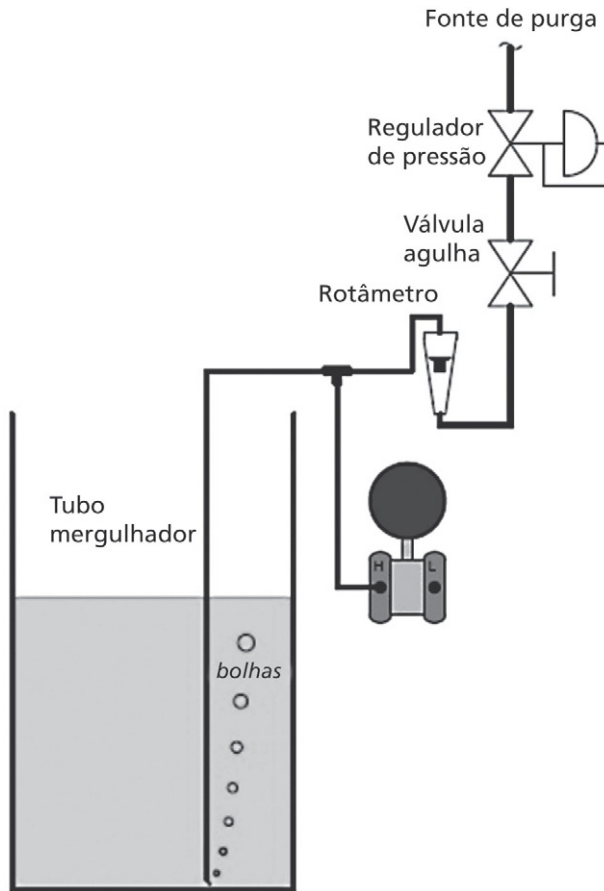 Fonte de purga
Regulador
de pressão
Válvula
agulha
Rotâmetro
Tubo
mergulhador
H L
bolhas